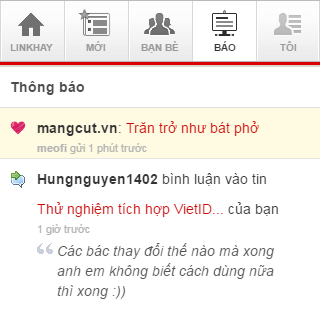 LINKHAY MỚI BẠN BÈ BÁO TÔI
Thông báo
mangcut.vn: Trăn trở như bát phở
meofi gửi 1 phút trước
Hungnguyen1402 bình luận vào tin
Thử nghiệm tích hợp VietID... của bạn
1 giờ trước
Các bác thay đổi thế nào mà xong
anh em không biết cách dùng nữa
thì xong :))